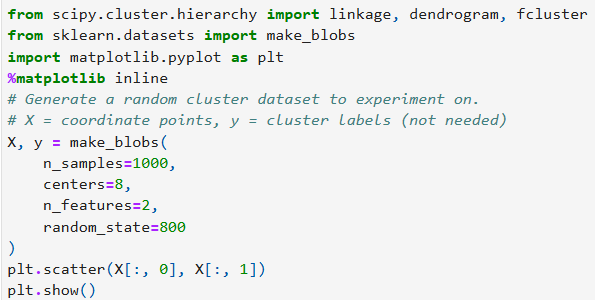 from scipy.cluster.hierarchy import linkage, dendrogram, fcluster
from sklearn.datasets import make_blobs
import matplotlib.pyplot as plt
%matplotlib inline
# Generate a random cluster dataset to experiment on.
# X = coordinate points, y = cluster labels (not needed)
X, y = make_blobs(
    n_samples=1000,
    centers=8,
    n_features=2,
    random_state=800
)
plt.scatter(X[:, 0], X[:, 1])
plt.show()